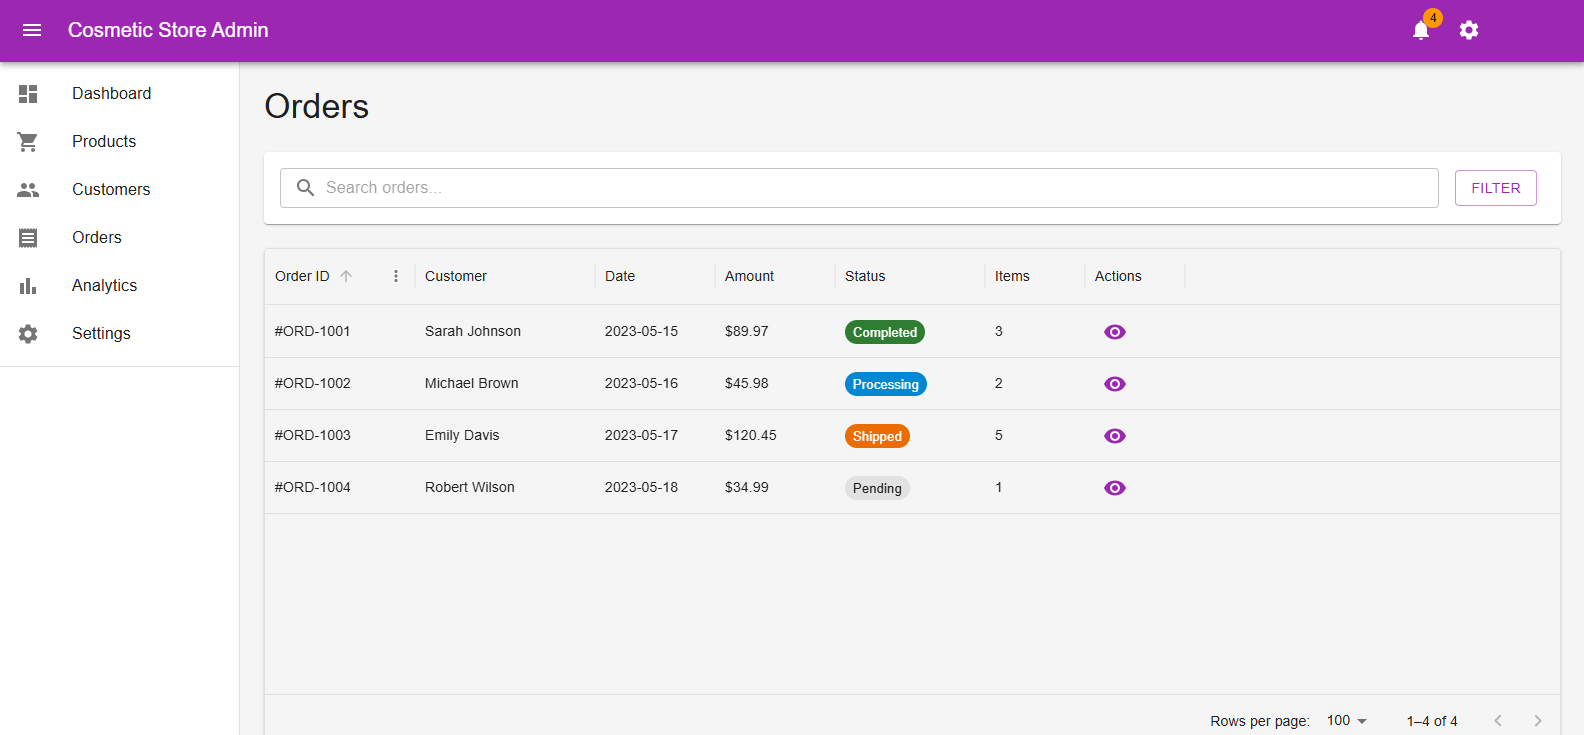 Cosmetic Store Admin
4
Dashboard
Products
Customers
Orders
Analytics
Settings
Orders
Search orders...
FILTER
Order ID Customer Date Amount Status Items Actions
#ORD-1001 Sarah Johnson 2023-05-15 $89.97 Completed 3
#ORD-1002 Michael Brown 2023-05-16 $45.98 Processing 2
#ORD-1003 Emily Davis 2023-05-17 $120.45 Shipped 5
#ORD-1004 Robert Wilson 2023-05-18 $34.99 Pending 1
Rows per page: 100 1–4 of 4